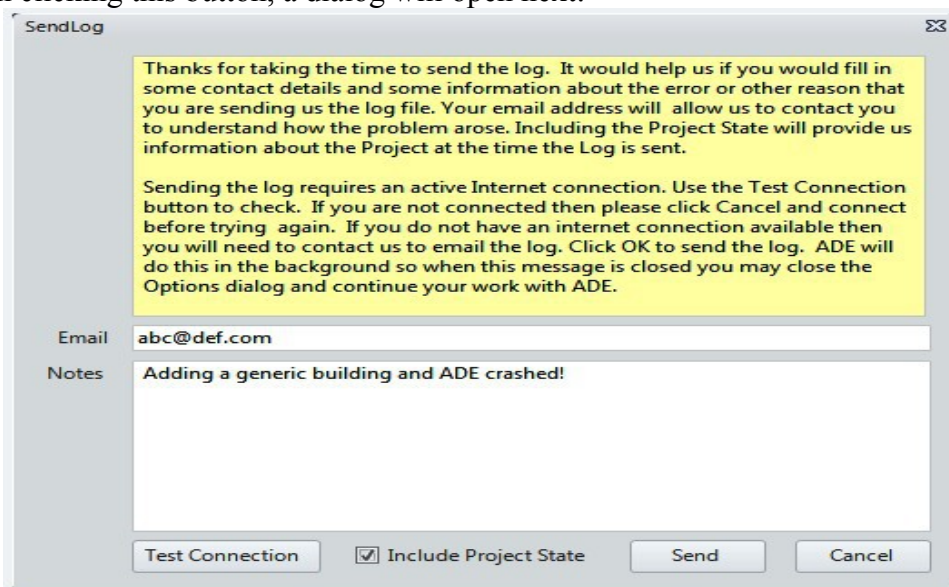 clicking this button, a dialog will open next:
SendLog
Thanks for taking the time to send the log. It would help us if you would fill in
some contact details and some information about the error or other reason that
you are sending us the log file. Your email address will allow us to contact you
to understand how the problem arose. Including the Project State will provide us
information about the Project at the time the Log is sent.
Sending the log requires an active Internet connection. Use the Test Connection
button to check. If you are not connected then please click Cancel and connect
before trying again. If you do not have an internet connection available then
you will need to contact us to email the log. Click OK to send the log. ADE will
do this in the background so when this message is closed you may close the
Options dialog and continue your work with ADE.
Email abc@def.com
Notes Adding a generic building and ADE crashed!
Test Connection Include Project State Send Cancel